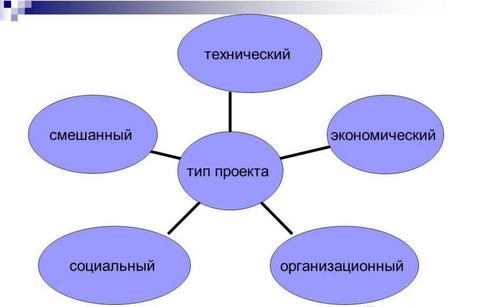 технический
смешанный
экономический
тип проекта
социальный
организационный